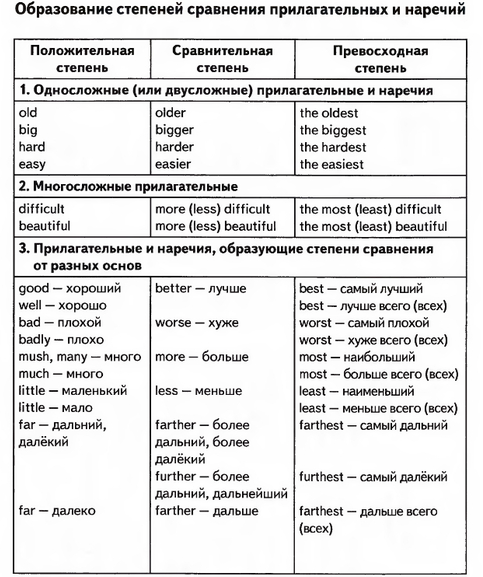 Образование степеней сравнения прилагательных и наречий
Положительная степень Сравнительная степень Превосходная степень
1. Односложные (или двусложные) прилагательные и наречия
old older the oldest
big bigger the biggest
hard harder the hardest
easy easier the easiest
2. Многосложные прилагательные
difficult more (less) difficult the most (least) difficult
beautiful more (less) beautiful the most (least) beautiful
3. Прилагательные и наречия, образующие степени сравнения
от разных основ
good — хороший better — лучше best — самый лучший
well — хорошо best — лучше всего (всех)
bad — плохой worse — хуже worst — самый плохой
badly — плохо worst — хуже всего (всех)
mush, many — много more — больше most — наибольший
much — много most — больше всего (всех)
little — маленький less — меньше least — наименьший
little — мало least — меньше всего (всех)
far — дальний, farther — более farthest — самый дальний
далёкий дальний, более
далёкий
further — более furthest — самый далёкий
дальний, дальнейший
far — далеко farther — дальше farthest — дальше всего
(всех)